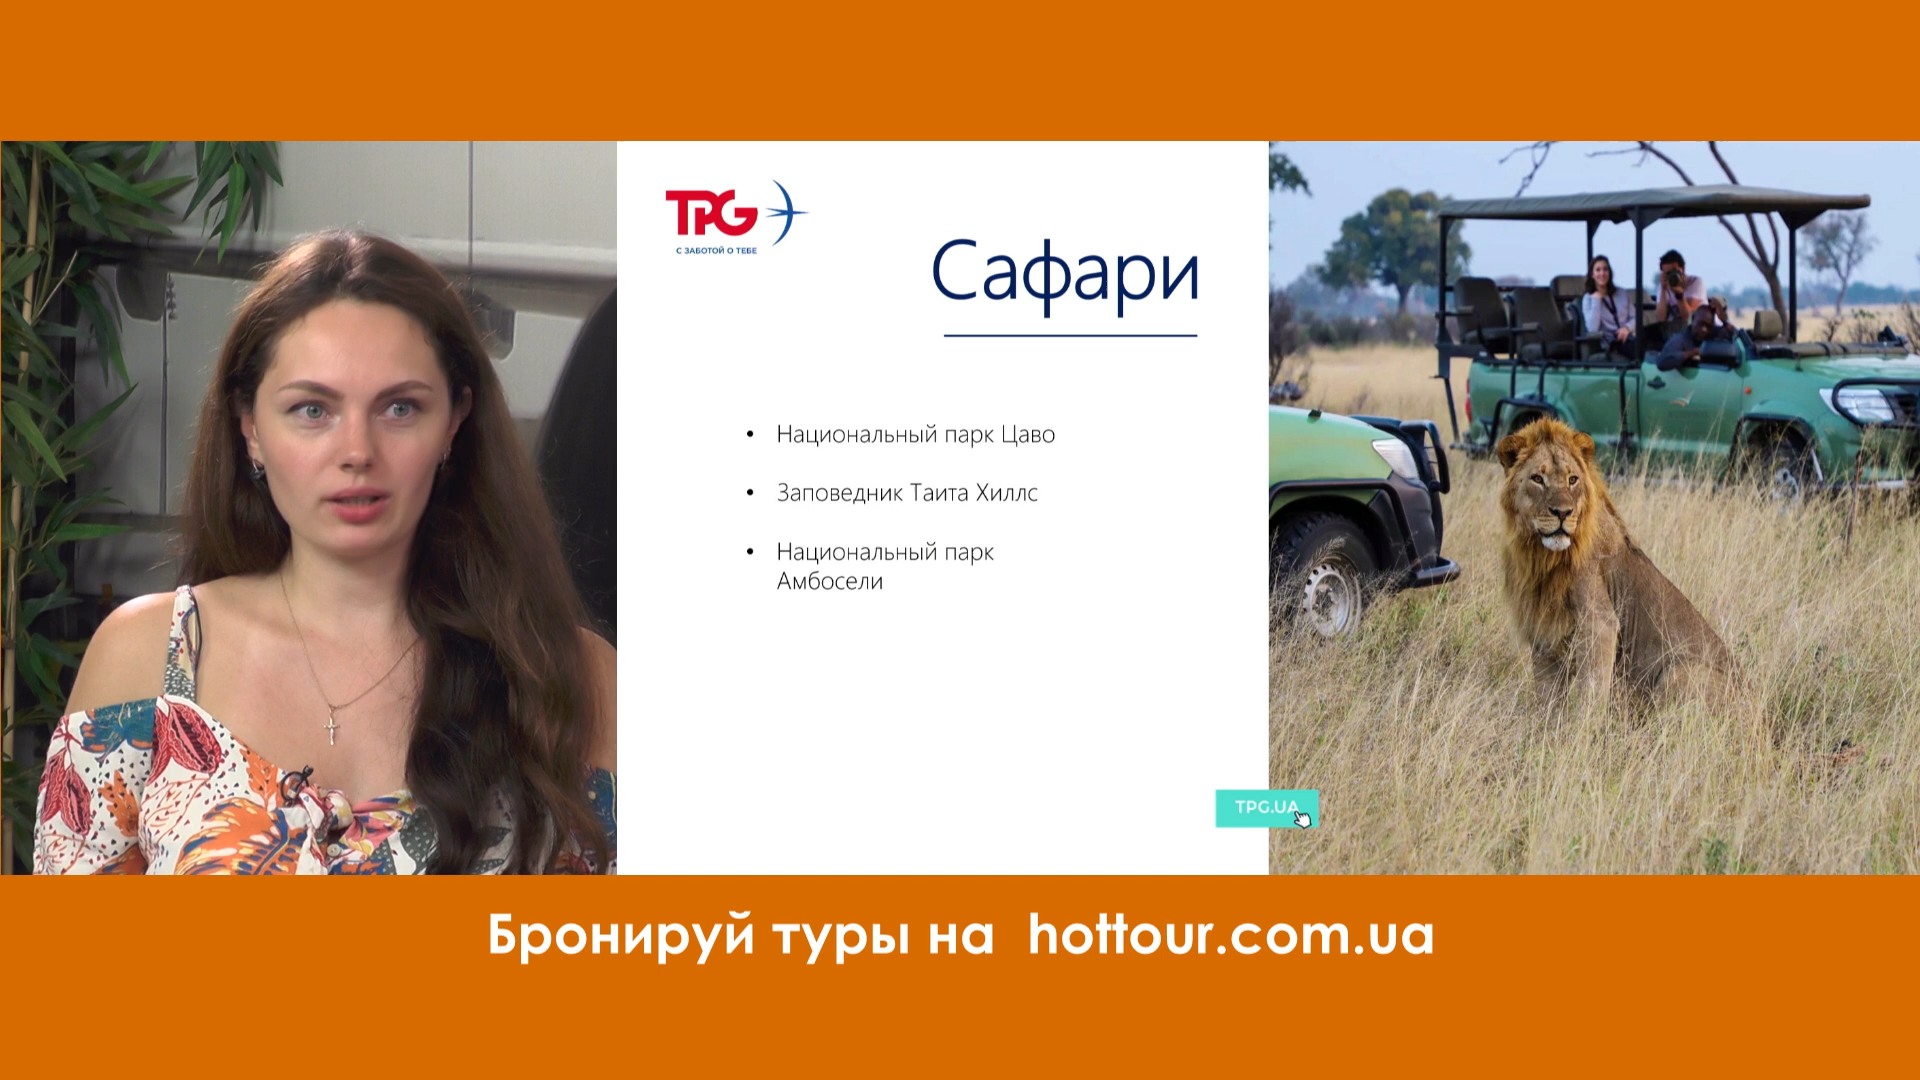 TPG
С ЗАБОТОЙ О ТЕБЕ
Сафари
• Национальный парк Цаво
• Заповедник Таита Хиллс
• Национальный парк
Амбосели
TPG.UA
Бронируй туры на hottour.com.ua